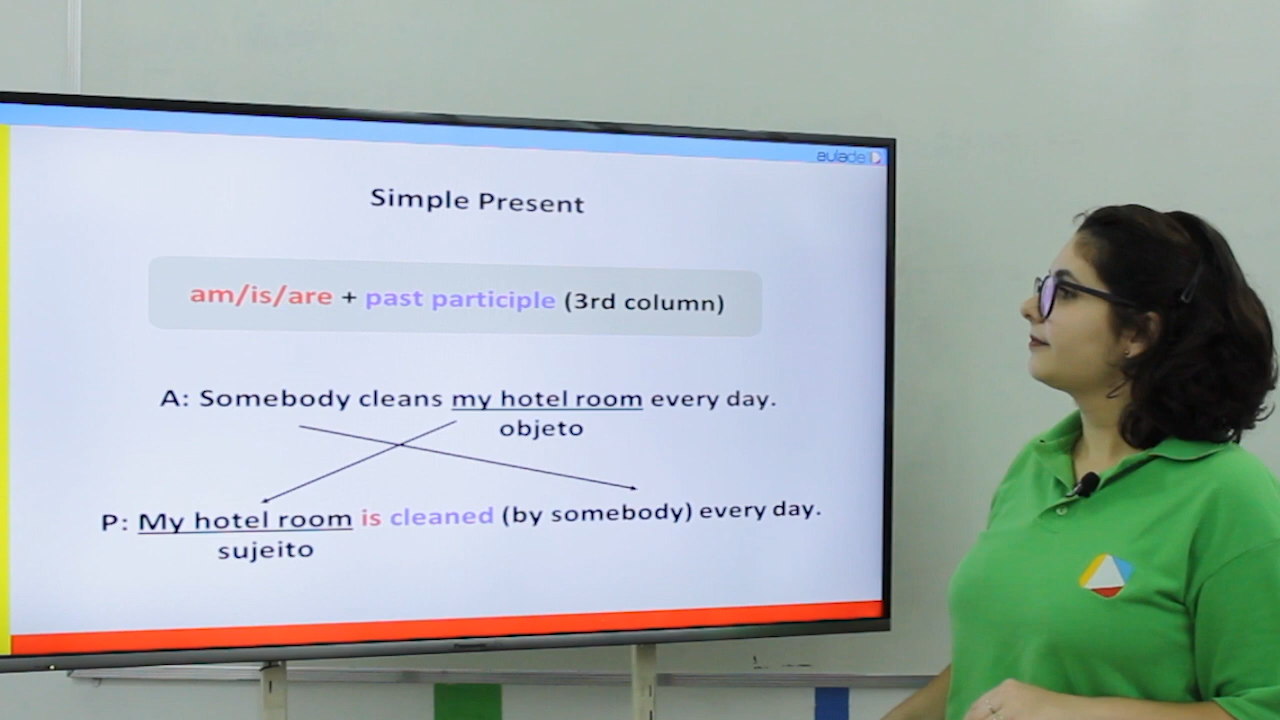 aulade
Simple Present
am/is/are + past participle (3rd column)
A: Somebody cleans my hotel room every day.
objeto
P: My hotel room is cleaned (by somebody) every day.
sujeito